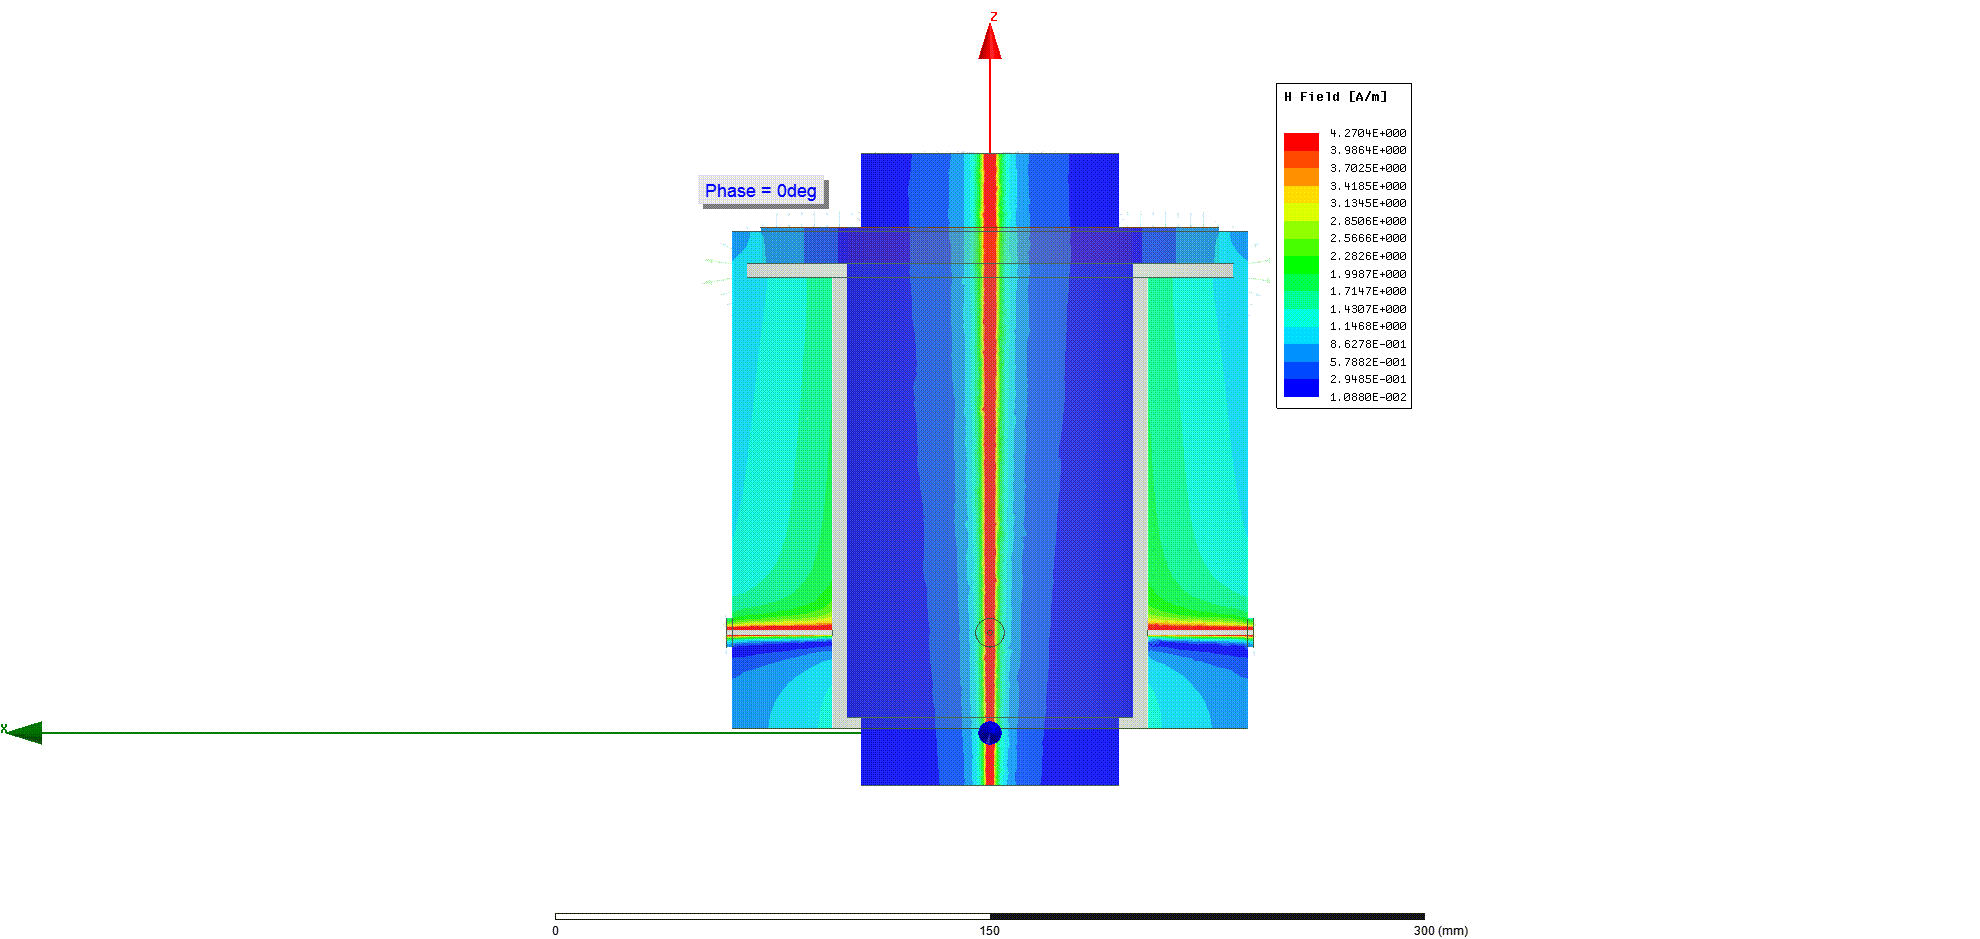 Z
H Field [A/m]
4.2704E+000
3.9864E+000
Phase = 0deg
3.7025E+000
3.4185E+000
3.1345E+000
2.8506E+000
2.5666E+000
2.2826E+000
1.9987E+000
1.7147E+000
1.4307E+000
1.1468E+000
8.6278E-001
5.7882E-001
2.9485E-001
1.0880E-002
X
0
150
300 (mm)